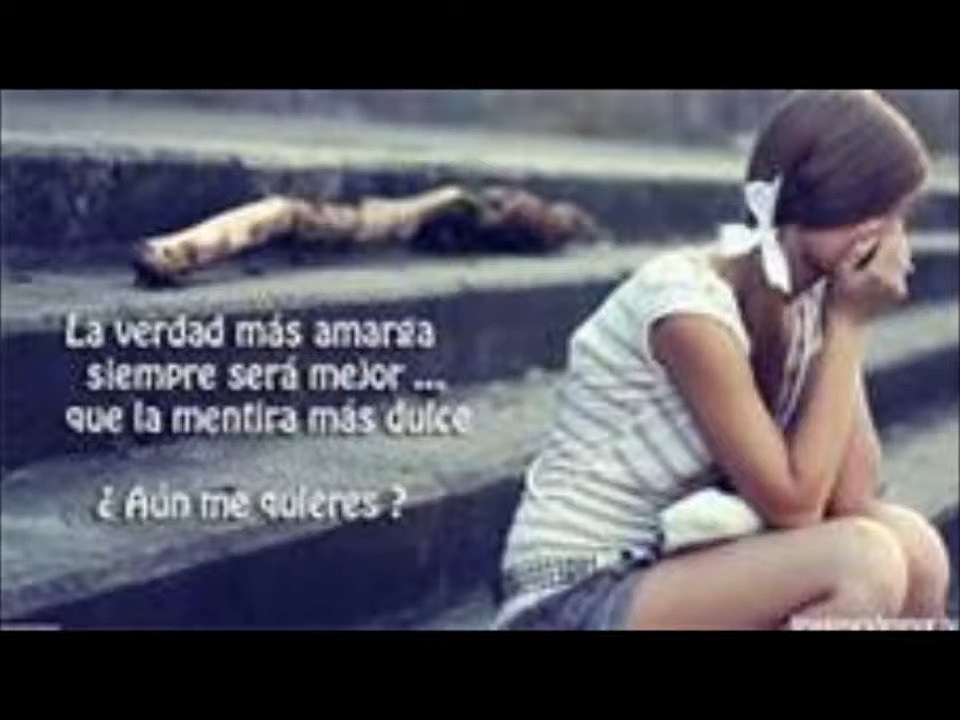 La verdad más amarga
siempre será mejor ...
que la mentira más dulce
¿ Aún me quieres ?